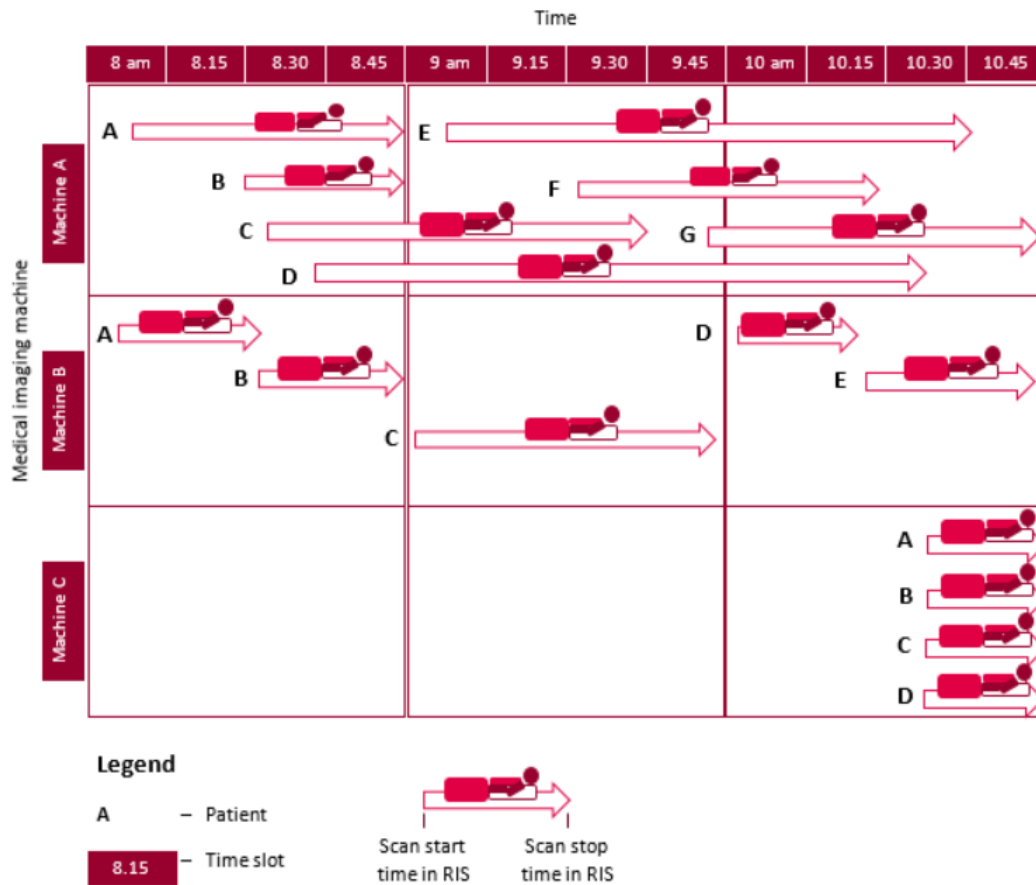 Time
8 am 8.15 8.30 8.45 9 am 9.15 9.30 9.45 10 am 10.15 10.30 10.45
Medical imaging machine
Machine A
A
E
B
F
C
G
D
Machine B
A
D
B
E
C
Machine C
A
B
C
D
Legend
A – Patient
8.15 – Time slot
Scan start
time in RIS
Scan stop
time in RIS